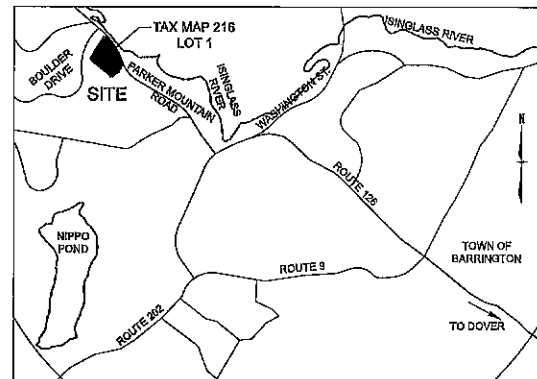 TAX MAP 216
LOT 1
ISINGLASS RIVER
BOULDER
DRIVE
SITE
PARKER MOUNTAIN
ROAD
ISINGLASS
RIVER
WASHINGTON ST.
N
ROUTE 126
NIPPO
POND
TOWN OF
BARRINGTON
ROUTE 9
ROUTE 202
TO DOVER